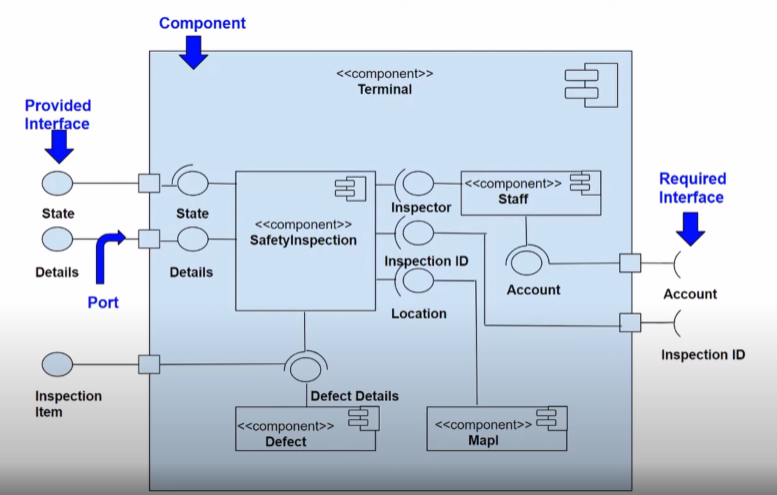 Component
<<component>>
Terminal
Provided
Interface
State
State
<<component>>
SafetyInspection
Inspector
<<component>>
Staff
Required
Interface
Details
Port
Details
Inspection ID
Location
Account
Account
Inspection ID
Inspection
Item
Defect Details
<<component>>
Defect
<<component>>
Mapl